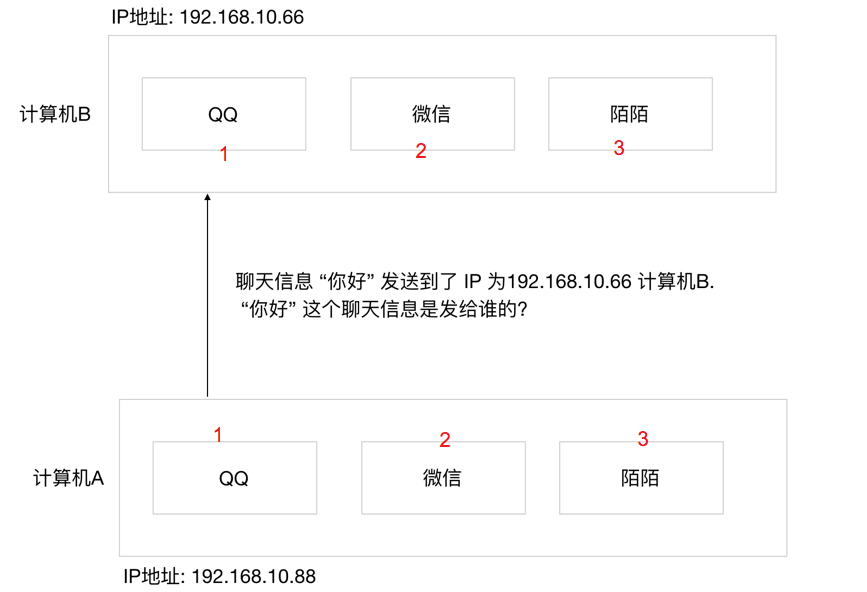 IP地址: 192.168.10.66
计算机B
QQ
微信
陌陌
1
2
3
聊天信息 “你好” 发送到了 IP 为192.168.10.66 计算机B.
“你好” 这个聊天信息是发给谁的?
1
2
3
计算机A
QQ
微信
陌陌
IP地址: 192.168.10.88